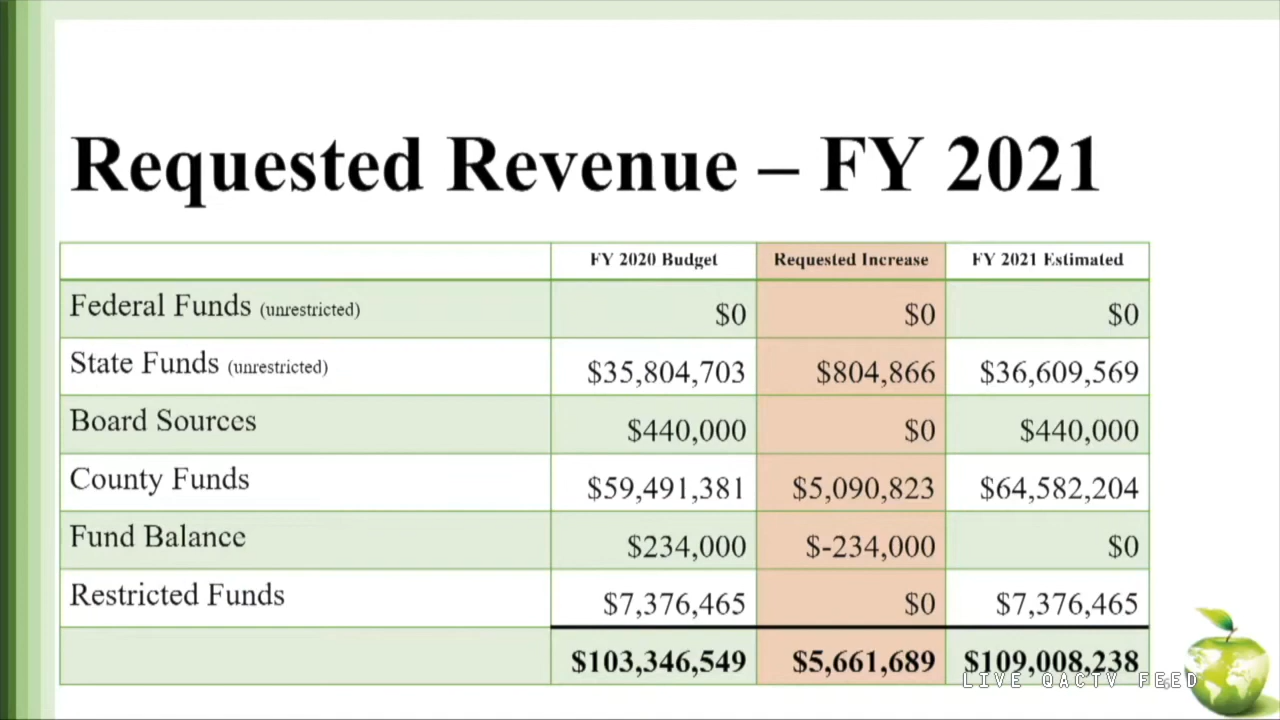 Requested Revenue – FY 2021
FY 2020 Budget Requested Increase FY 2021 Estimated
Federal Funds (unrestricted) $0 $0 $0
State Funds (unrestricted) $35,804,703 $804,866 $36,609,569
Board Sources $440,000 $0 $440,000
County Funds $59,491,381 $5,090,823 $64,582,204
Fund Balance $234,000 $-234,000 $0
Restricted Funds $7,376,465 $0 $7,376,465
$103,346,549 $5,661,689 $109,008,238
LIVE QACTV FEED